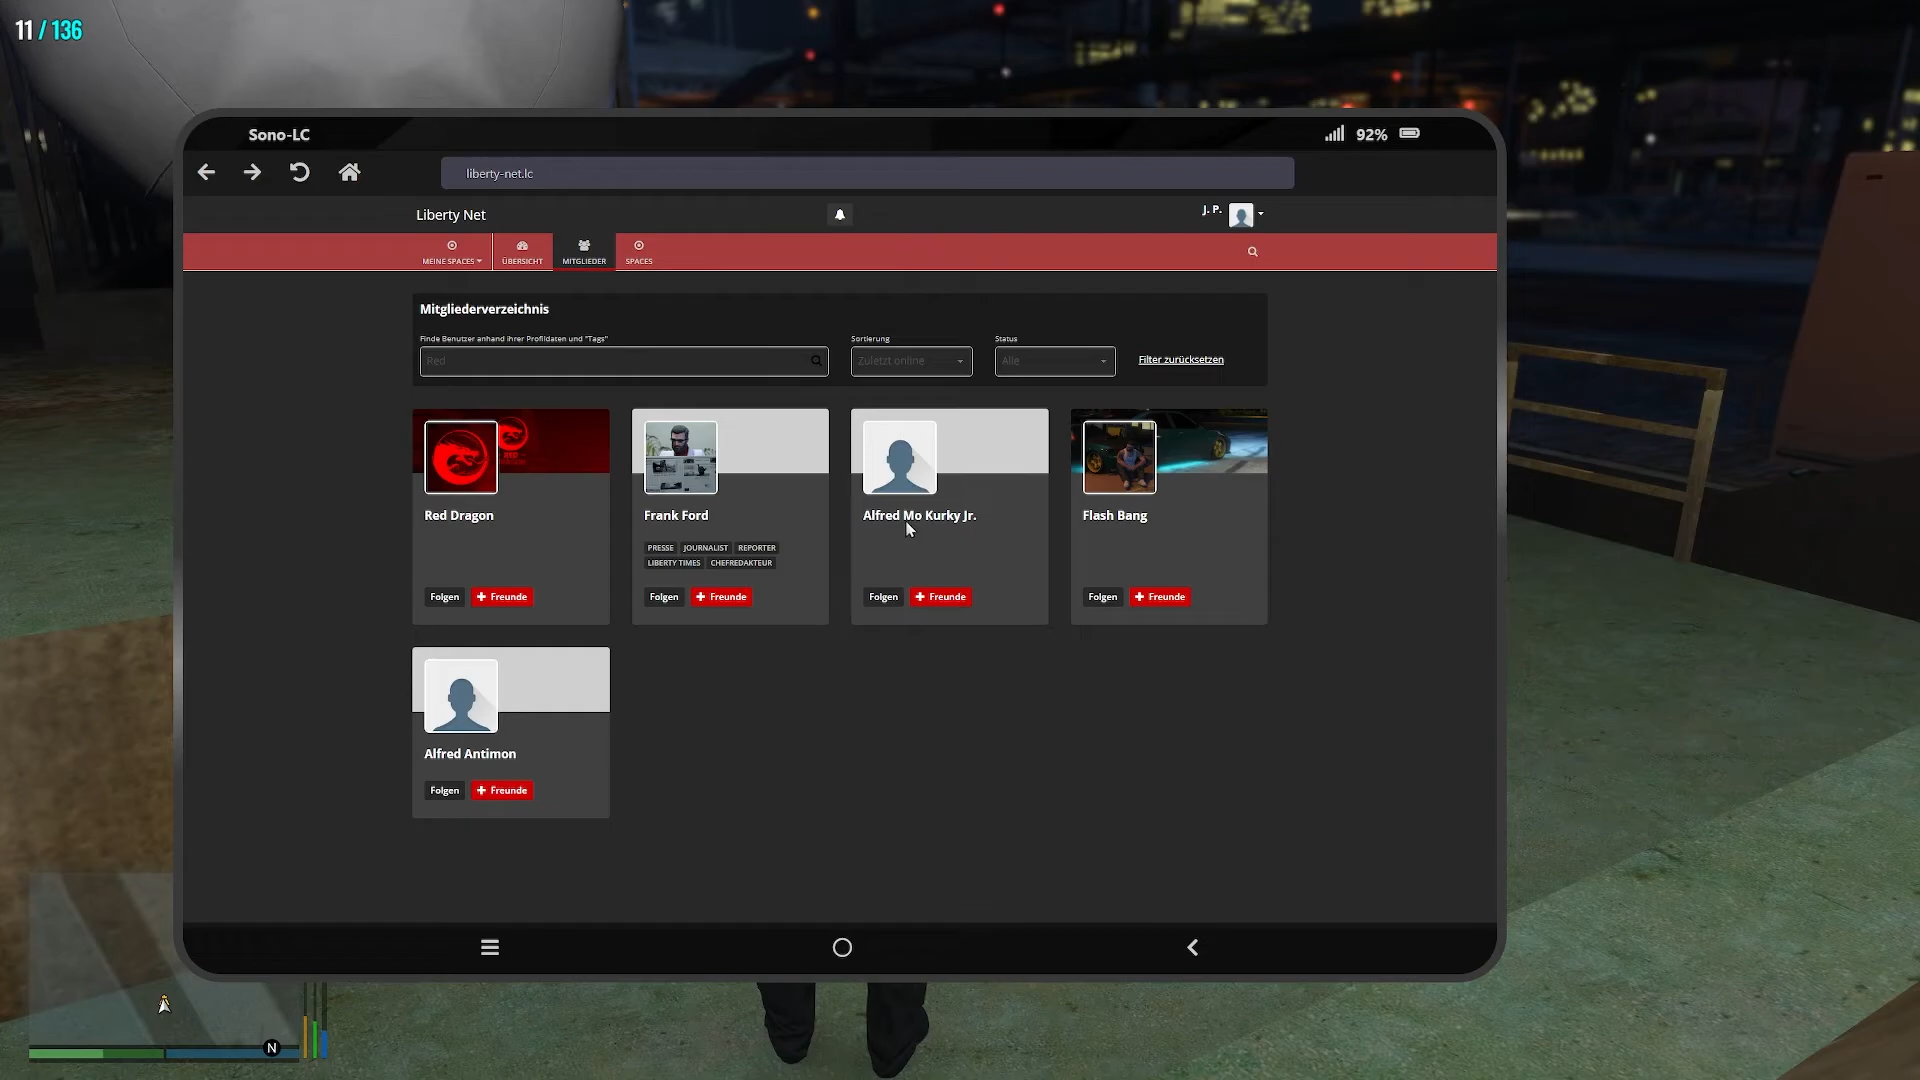 11 / 136
Sono-LC
92%
liberty-net.lc
Liberty Net
J. P.
MEINE SPACES
ÜBERSICHT
MITGLIEDER
SPACES
Mitgliederverzeichnis
Finde Benutzer anhand ihrer Profildaten und "Tags"
Sortierung
Status
Red
Zuletzt online
Alle
Filter zurücksetzen
Red Dragon
Folgen
+ Freunde
Frank Ford
PRESSE JOURNALIST REPORTER
LIBERTY TIMES CHEFREDAKTEUR
Folgen
+ Freunde
Alfred Mo Kurky Jr.
Folgen
+ Freunde
Flash Bang
Folgen
+ Freunde
Alfred Antimon
Folgen
+ Freunde
N